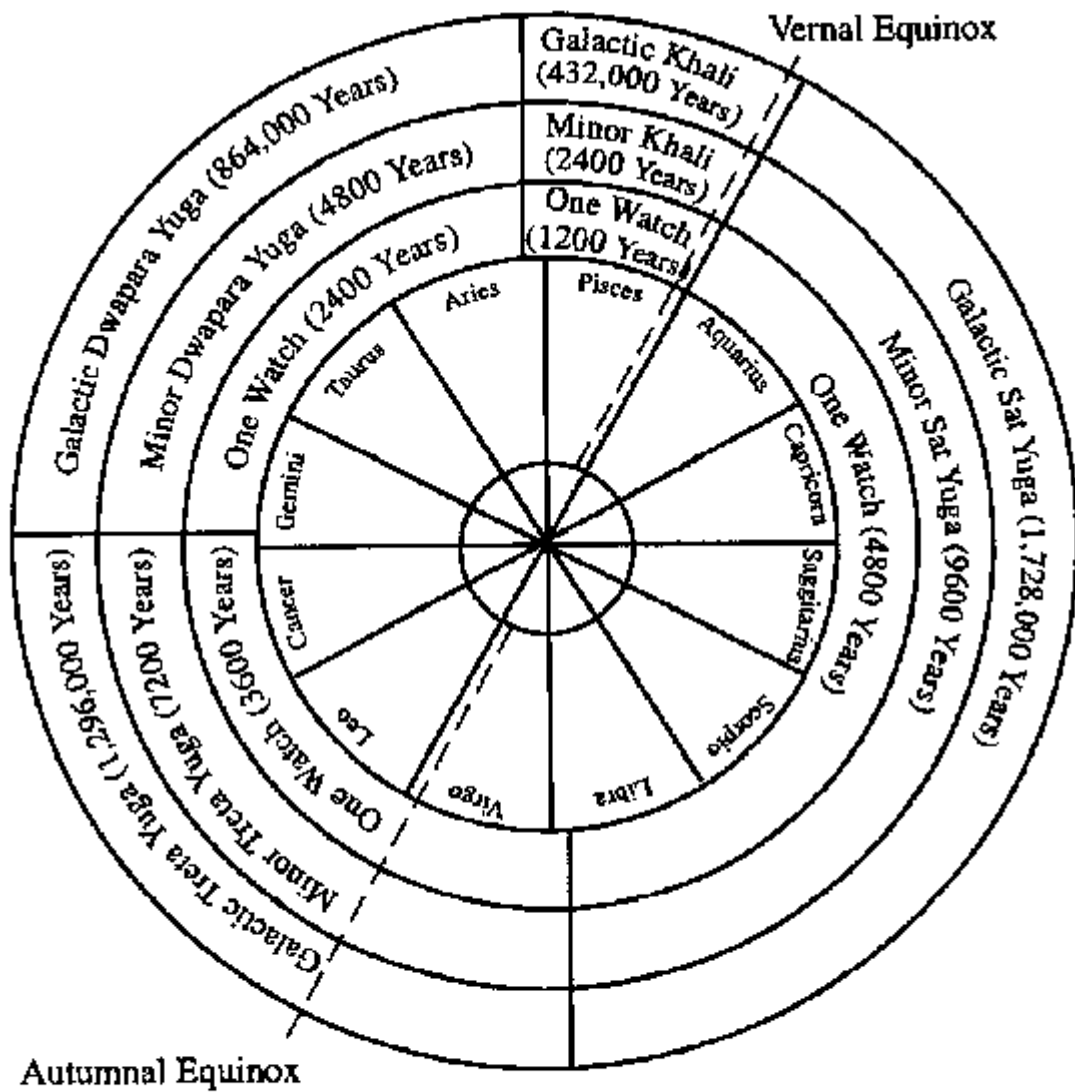 Vernal Equinox
Galactic Khali
(432,000 Years)
Minor Khali
(2400 Years)
One Watch
(1200 Years)
Galactic Dwapara Yuga (864,000 Years)
Minor Dwapara Yuga (4800 Years)
One Watch (2400 Years)
Galactic Sat Yuga (1,728,000 Years)
Minor Sat Yuga (9600 Years)
One Watch (4800 Years)
Galactic Treta Yuga (1,296,000 Years)
Minor Treta Yuga (7200 Years)
One Watch (3600 Years)
Aries
Pisces
Aquarius
Capricorn
Suggitarius
Scorpio
Libra
Virgo
Leo
Cancer
Gemini
Taurus
Autumnal Equinox